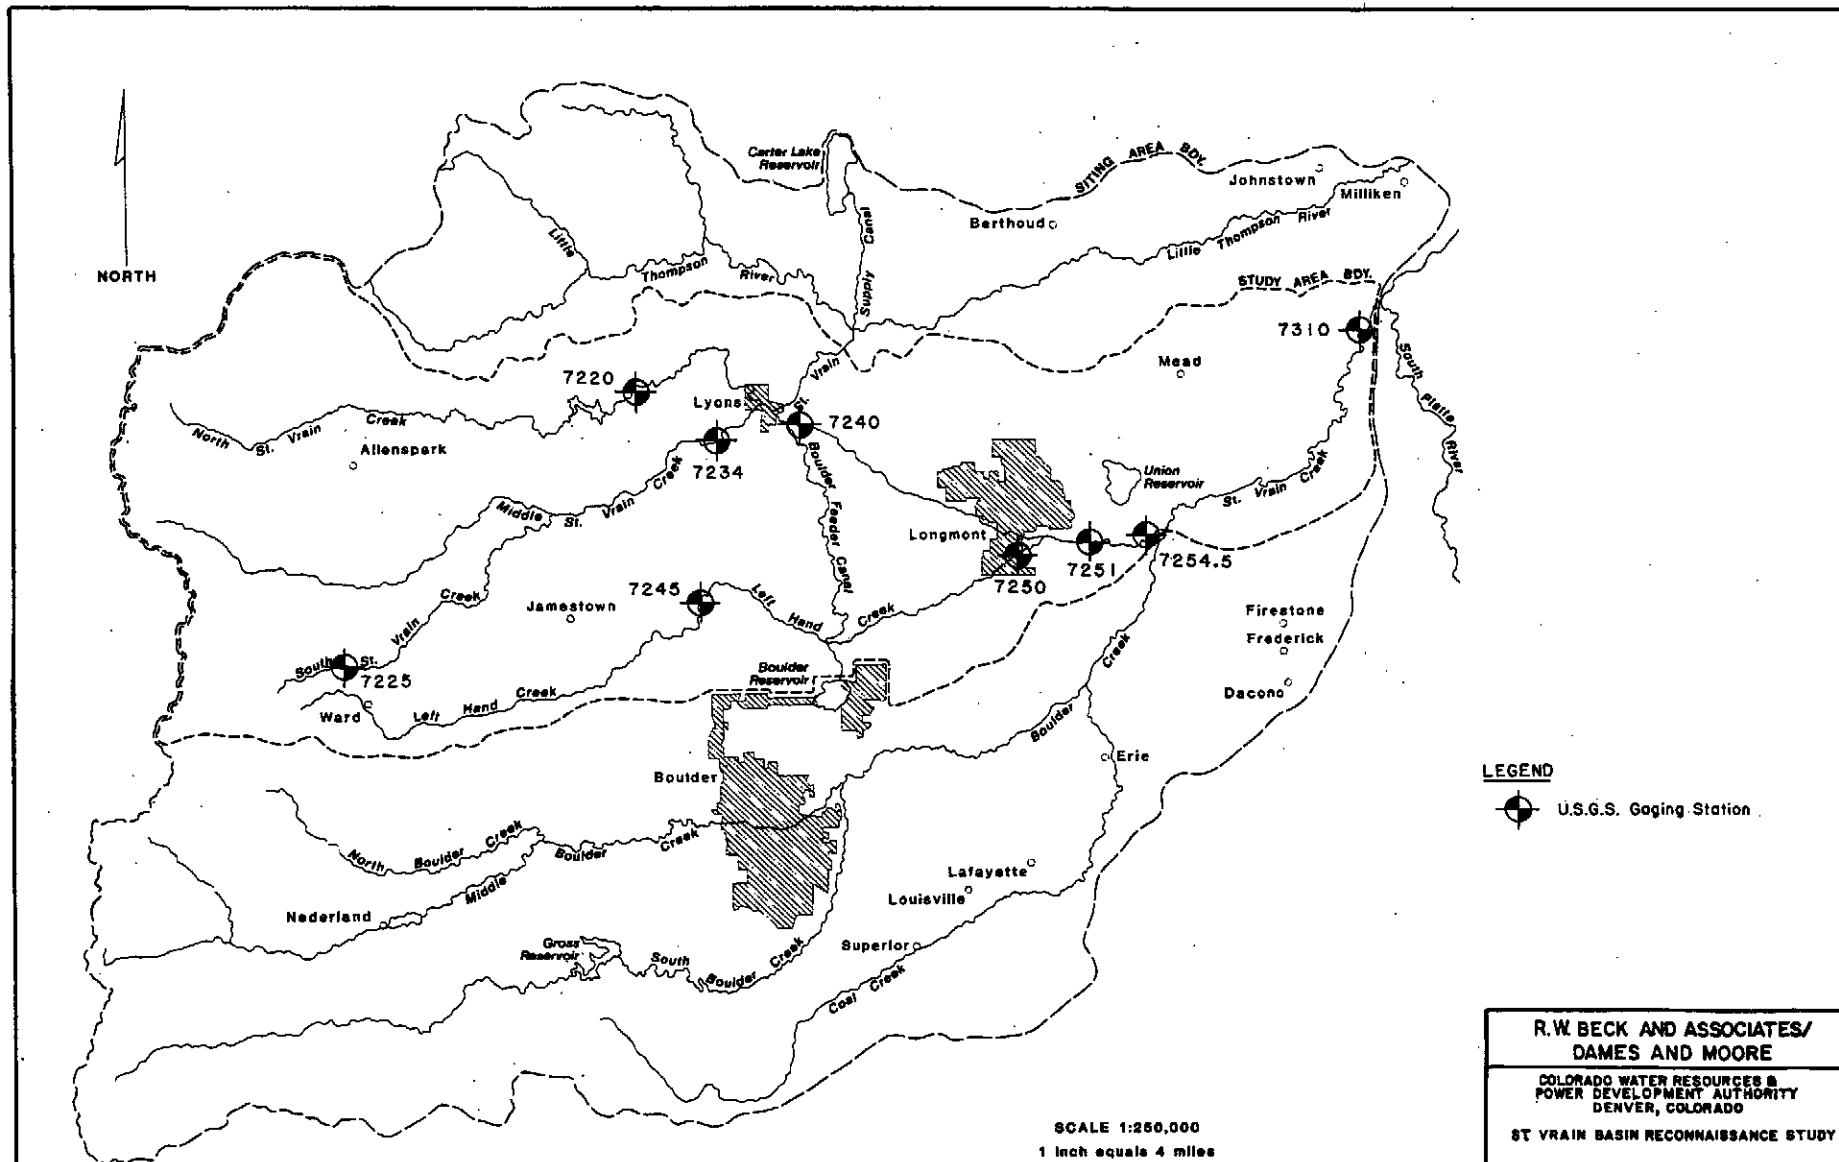 SITING AREA BDY.
Carter Lake
Reservoir
Johnstown
Milliken
Berthoud
Supply Canal
Little Thompson River
Little Thompson River
NORTH
STUDY AREA BDY.
7310
Mead
South Platte River
7220
Lyons
St. Vrain
7240
North St. Vrain Creek
Allenspark
7234
Boulder Feeder Canal
Union
Reservoir
St. Vrain Creek
Middle St. Vrain Creek
Longmont
7250
7251
7254.5
7245
Left Hand Creek
Jamestown
Firestone
Frederick
South St. Vrain Creek
7225
Boulder
Reservoir
Dacono
Ward
Left Hand Creek
Boulder Creek
Erie
Boulder
LEGEND
U.S.G.S. Gaging Station
North Boulder Creek
Boulder Creek
Middle
Lafayette
Louisville
Nederland
Gross
Reservoir
South Boulder Creek
Superior
Coal Creek
SCALE 1:250,000
1 inch equals 4 miles
R.W. BECK AND ASSOCIATES/
DAMES AND MOORE
COLORADO WATER RESOURCES &
POWER DEVELOPMENT AUTHORITY
DENVER, COLORADO
ST VRAIN BASIN RECONNAISSANCE STUDY